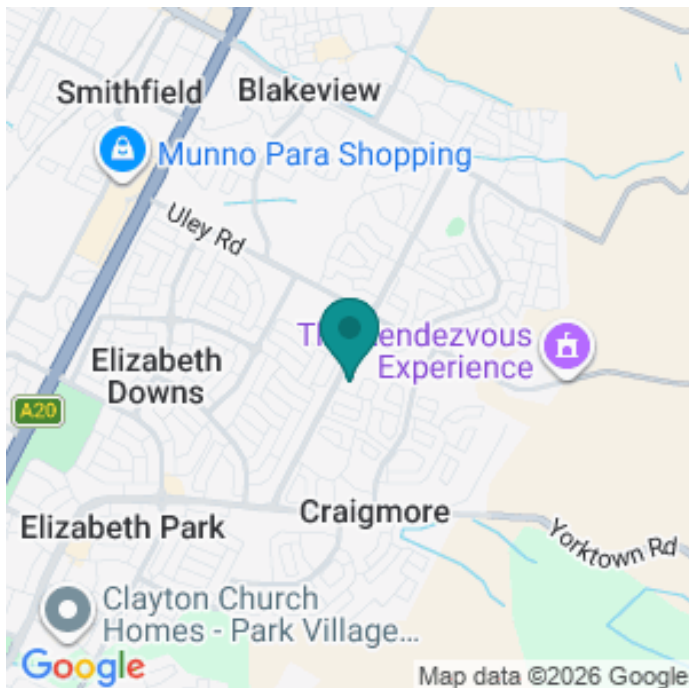 Smithfield
Blakeview
Munno Para Shopping
Uley Rd
Elizabeth
Downs
Rendezvous
Experience
A20
Craigmore
Elizabeth Park
Yorktown Rd
Clayton Church
Homes - Park Village...
Google
Map data ©2026 Google